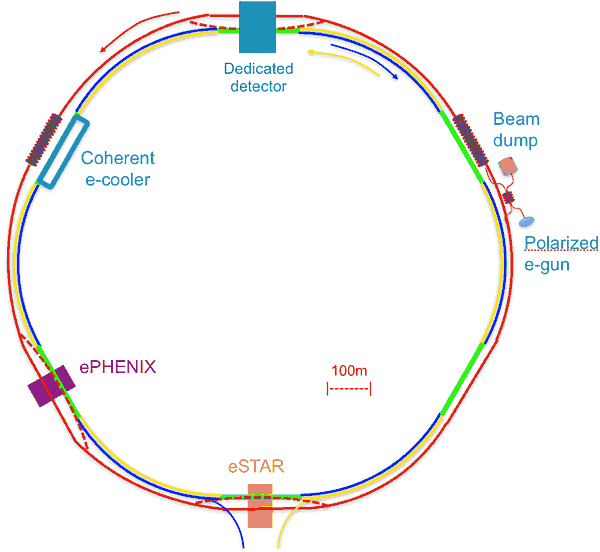 Dedicated
detector
Beam
dump
Coherent
e-cooler
Polarized
e-gun
ePHENIX
100m
eSTAR